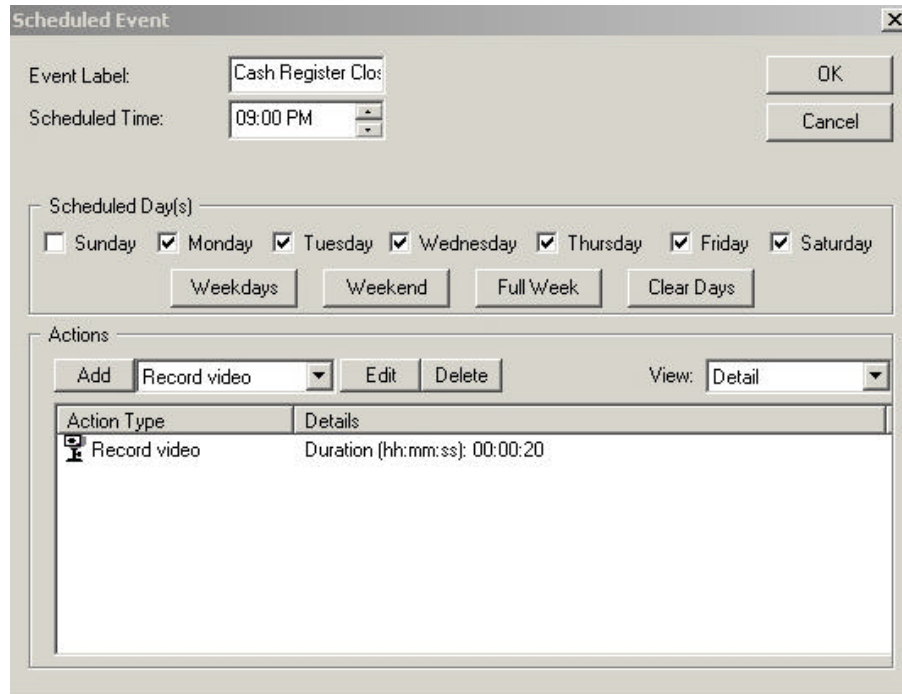 Scheduled Event
Event Label: Cash Register Clos OK
Scheduled Time: 09:00 PM Cancel
Scheduled Day(s)
Sunday Monday Tuesday Wednesday Thursday Friday Saturday
Weekdays Weekend Full Week Clear Days
Actions
Add Record video Edit Delete View: Detail
Action Type Details
Record video Duration (hh:mm:ss): 00:00:20